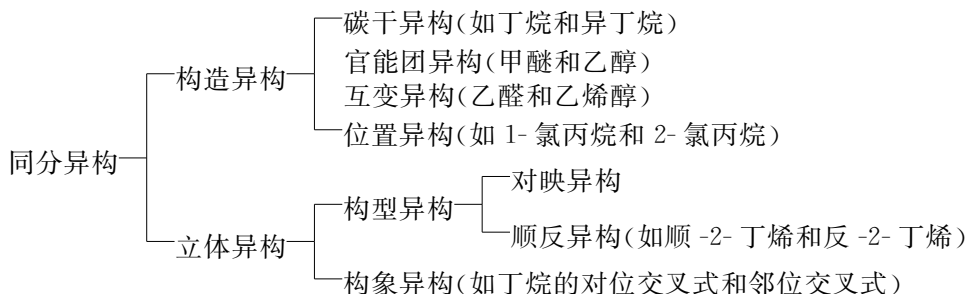 碳干异构(如丁烷和异丁烷)
官能团异构(甲醚和乙醇)
构造异构
互变异构(乙醛和乙烯醇)
位置异构(如 1- 氯丙烷和 2- 氯丙烷)
同分异构
对映异构
构型异构
顺反异构(如顺 -2- 丁烯和反 -2- 丁烯)
立体异构
构象异构(如丁烷的对位交叉式和邻位交叉式)